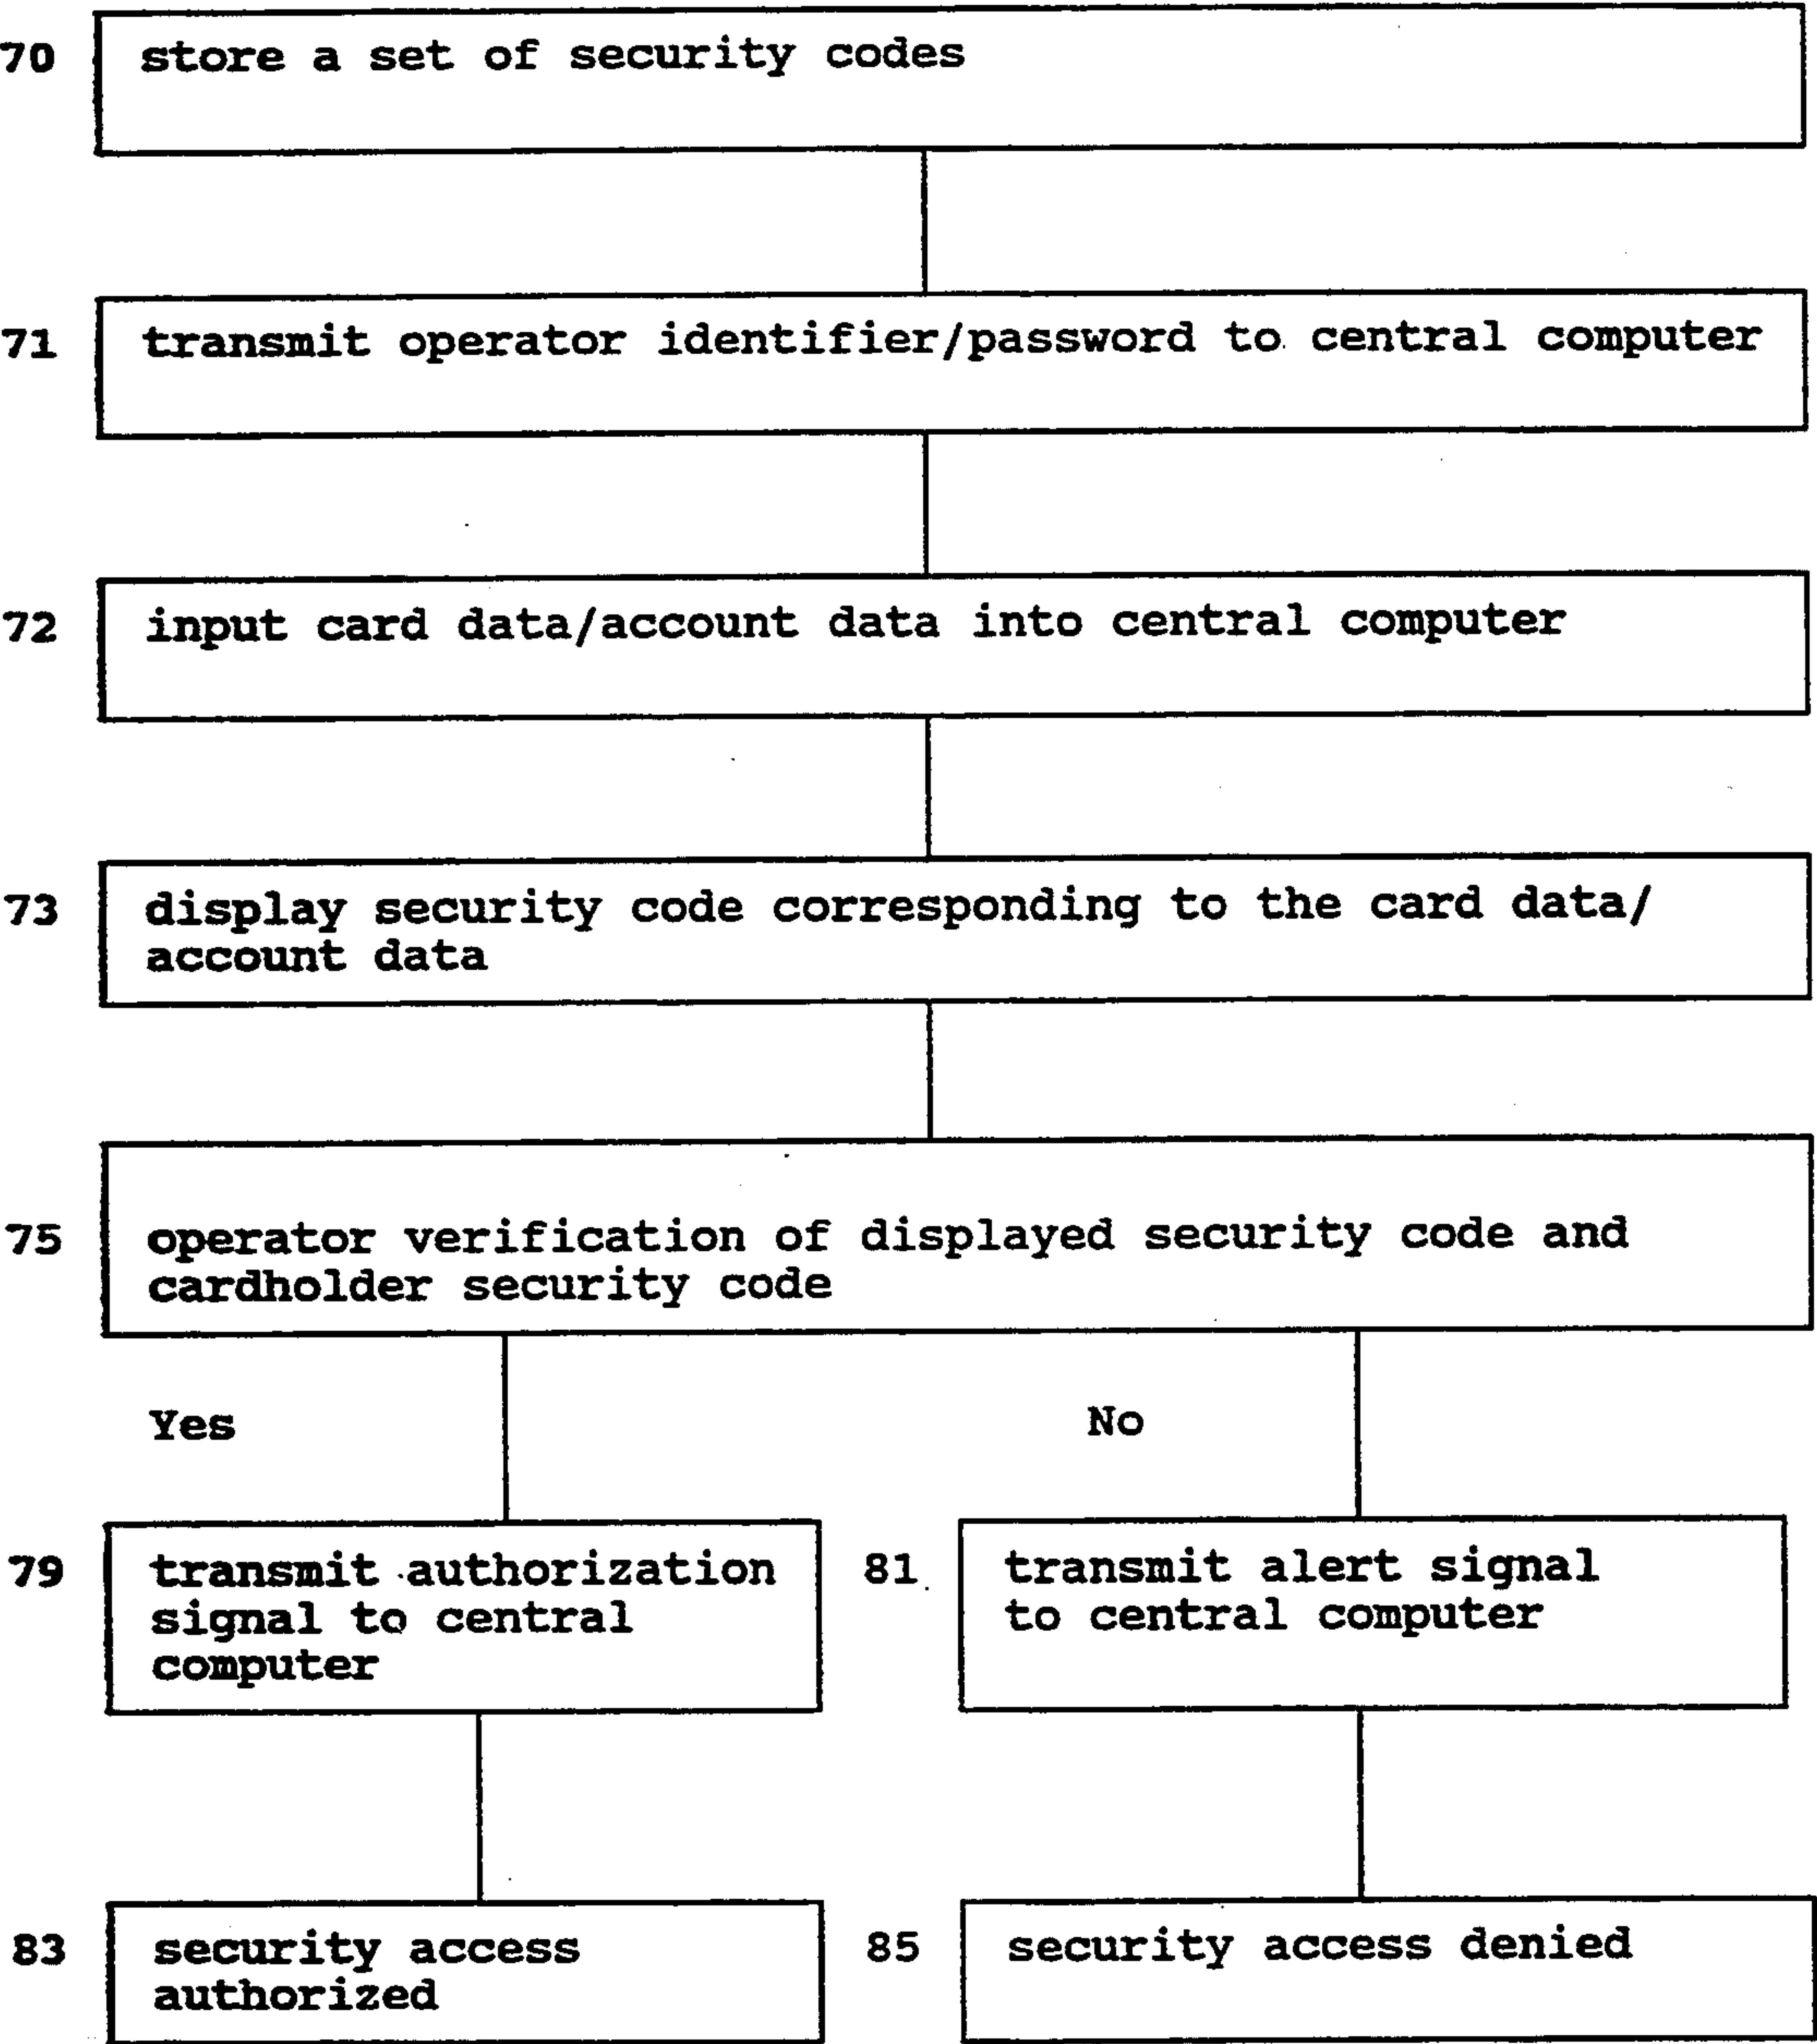 70 store a set of security codes
71 transmit operator identifier/password to central computer
72 input card data/account data into central computer
73 display security code corresponding to the card data/
account data
75 operator verification of displayed security code and
cardholder security code
Yes
No
79 transmit authorization
signal to central
computer
81 transmit alert signal
to central computer
83 security access
authorized
85 security access denied